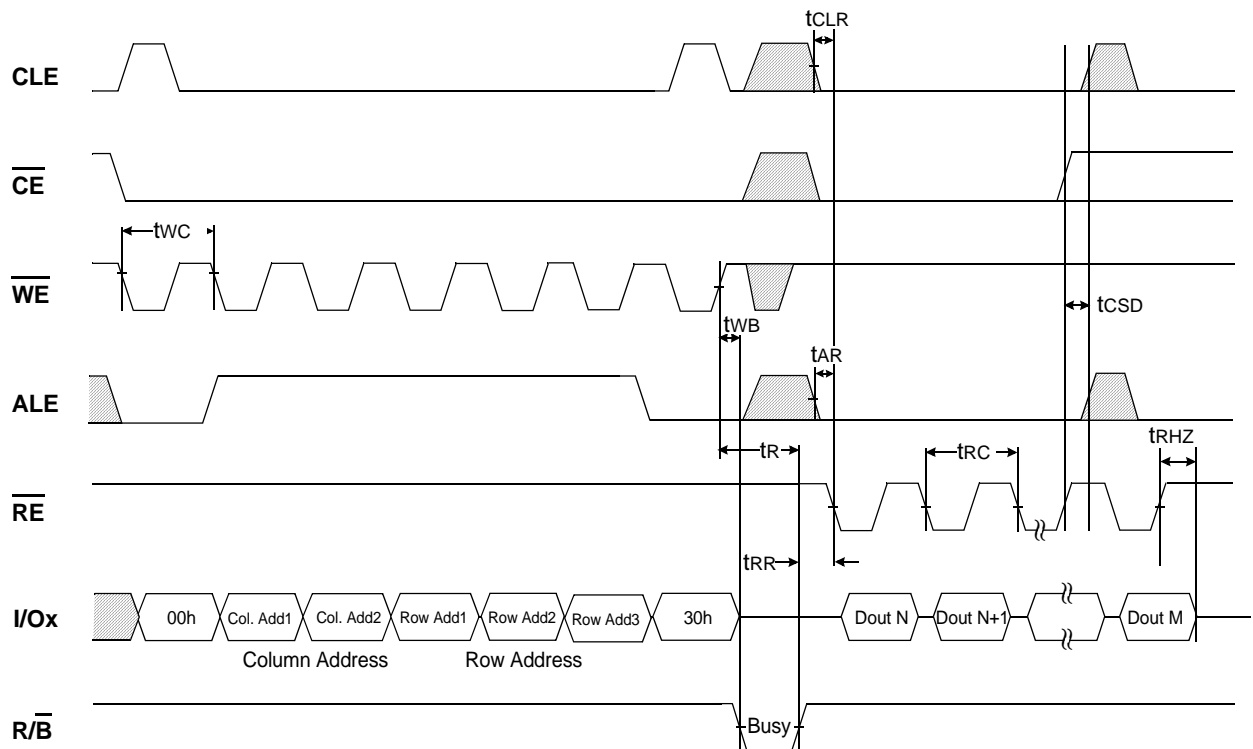 tCLR
CLE
CE
tWC
WE
tCSD
tWB
tAR
ALE
tRHZ
tR
tRC
RE
tRR
I/Ox
00h
Col. Add1
Col. Add2
Row Add1
Row Add2
Row Add3
30h
Dout N
Dout N+1
Dout M
Column Address
Row Address
R/B
Busy